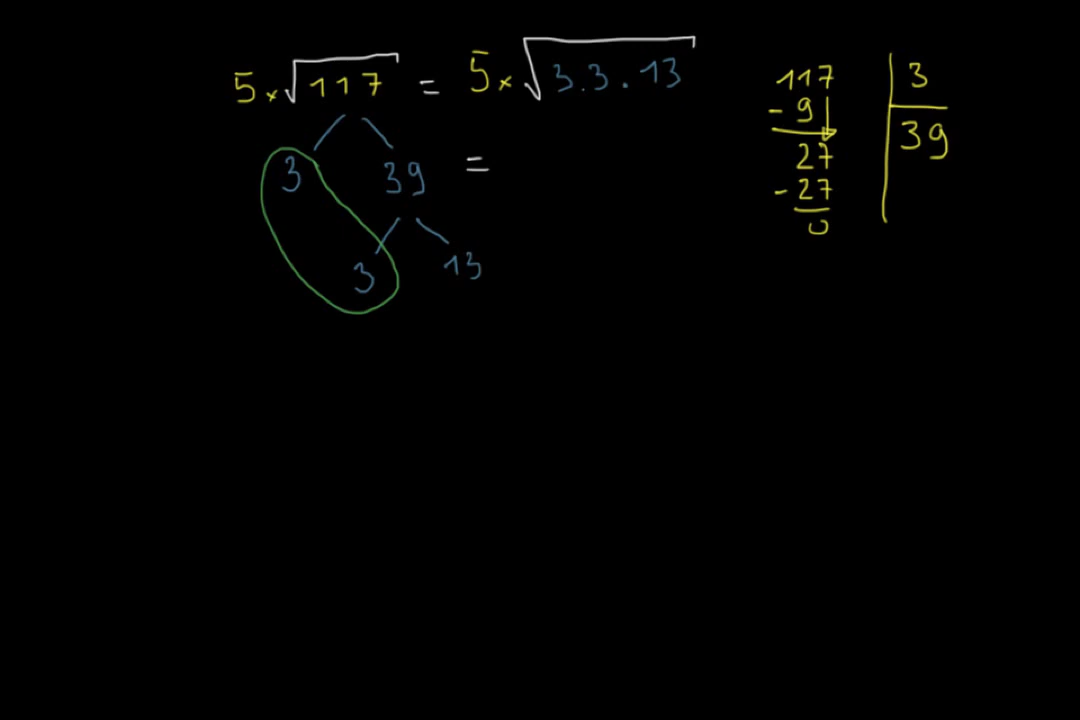 5 × √117 = 5 × √3.3.13
3 39 =
3 13
117 | 3
- 9 39
27
- 27
0